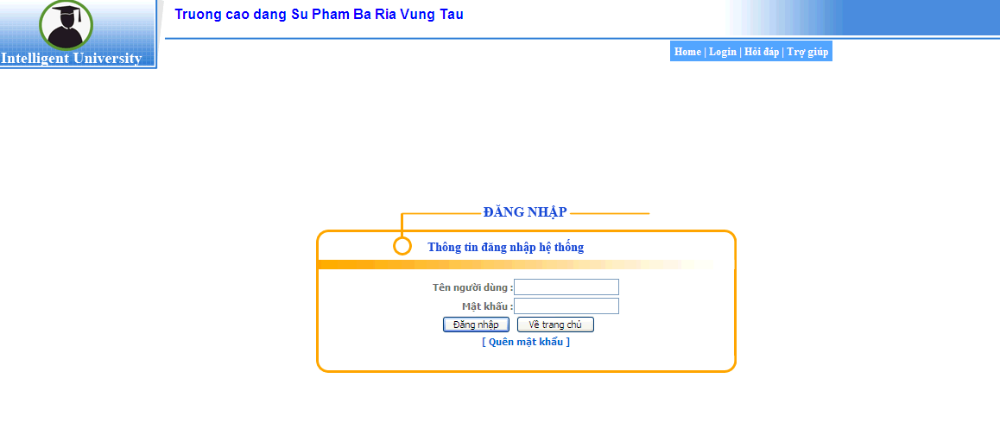 Truong cao dang Su Pham Ba Ria Vung Tau
Intelligent University
Home | Login | Hỏi đáp | Trợ giúp
ĐĂNG NHẬP
Thông tin đăng nhập hệ thống
Tên người dùng :
Mật khẩu :
Đăng nhập Về trang chủ
[ Quên mật khẩu ]